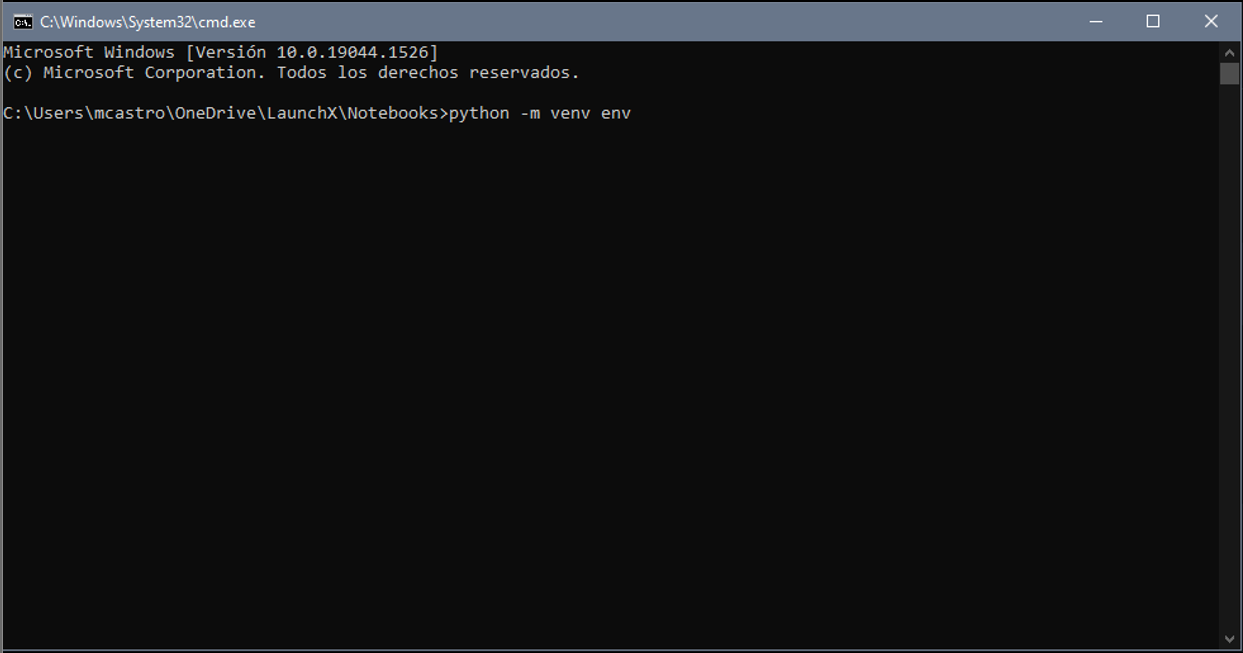 C:\Windows\System32\cmd.exe
Microsoft Windows [Versión 10.0.19044.1526]
(c) Microsoft Corporation. Todos los derechos reservados.
C:\Users\mcastro\OneDrive\LaunchX\Notebooks>python -m venv env